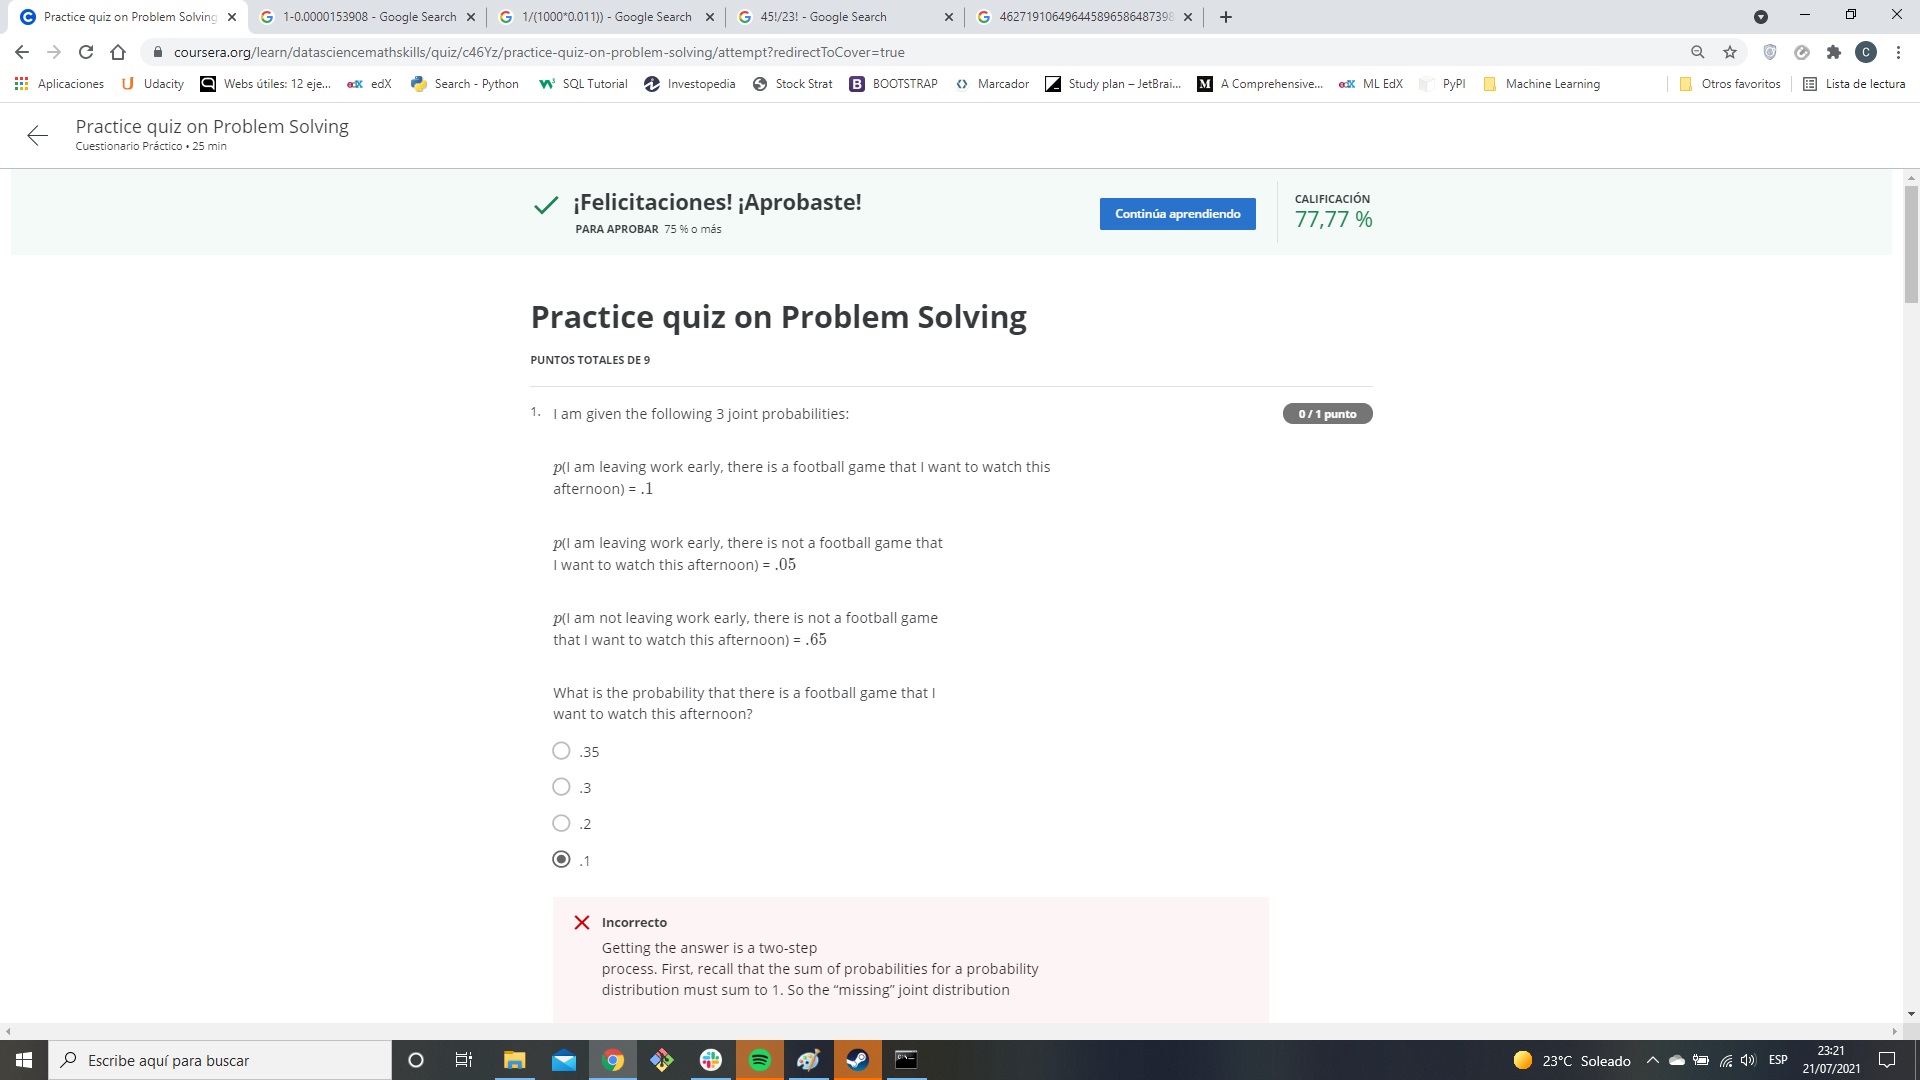 Practice quiz on Problem Solving
1-0.0000153908 - Google Search
1/(1000*0.011)) - Google Search
45!/23! - Google Search
46271910649644589658648739
coursera.org/learn/datasciencemathskills/quiz/c46Yz/practice-quiz-on-problem-solving/attempt?redirectToCover=true
C
Aplicaciones
Udacity
Webs útiles: 12 eje...
edX edX
Search - Python
SQL Tutorial
Investopedia
Stock Strat
B BOOTSTRAP
Marcador
Study plan – JetBrai...
M A Comprehensive...
edX ML EdX
PyPI
Machine Learning
Otros favoritos
Lista de lectura
Practice quiz on Problem Solving
Cuestionario Práctico • 25 min
¡Felicitaciones! ¡Aprobaste!
PARA APROBAR 75 % o más
Continúa aprendiendo
CALIFICACIÓN
77,77 %
Practice quiz on Problem Solving
PUNTOS TOTALES DE 9
1. I am given the following 3 joint probabilities:
0 / 1 punto
p(I am leaving work early, there is a football game that I want to watch this
afternoon) = .1
p(I am leaving work early, there is not a football game that
I want to watch this afternoon) = .05
p(I am not leaving work early, there is not a football game
that I want to watch this afternoon) = .65
What is the probability that there is a football game that I
want to watch this afternoon?
.35
.3
.2
.1
Incorrecto
Getting the answer is a two-step
process. First, recall that the sum of probabilities for a probability
distribution must sum to 1. So the “missing” joint distribution
Escribe aquí para buscar
23°C Soleado
ESP
23:21
21/07/2021